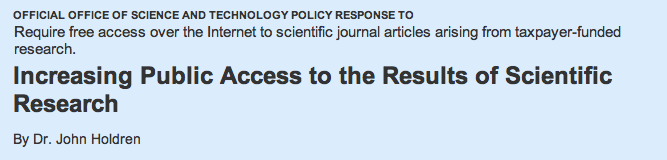 OFFICIAL OFFICE OF SCIENCE AND TECHNOLOGY POLICY RESPONSE TO
Require free access over the Internet to scientific journal articles arising from taxpayer-funded
research.
Increasing Public Access to the Results of Scientific
Research
By Dr. John Holdren